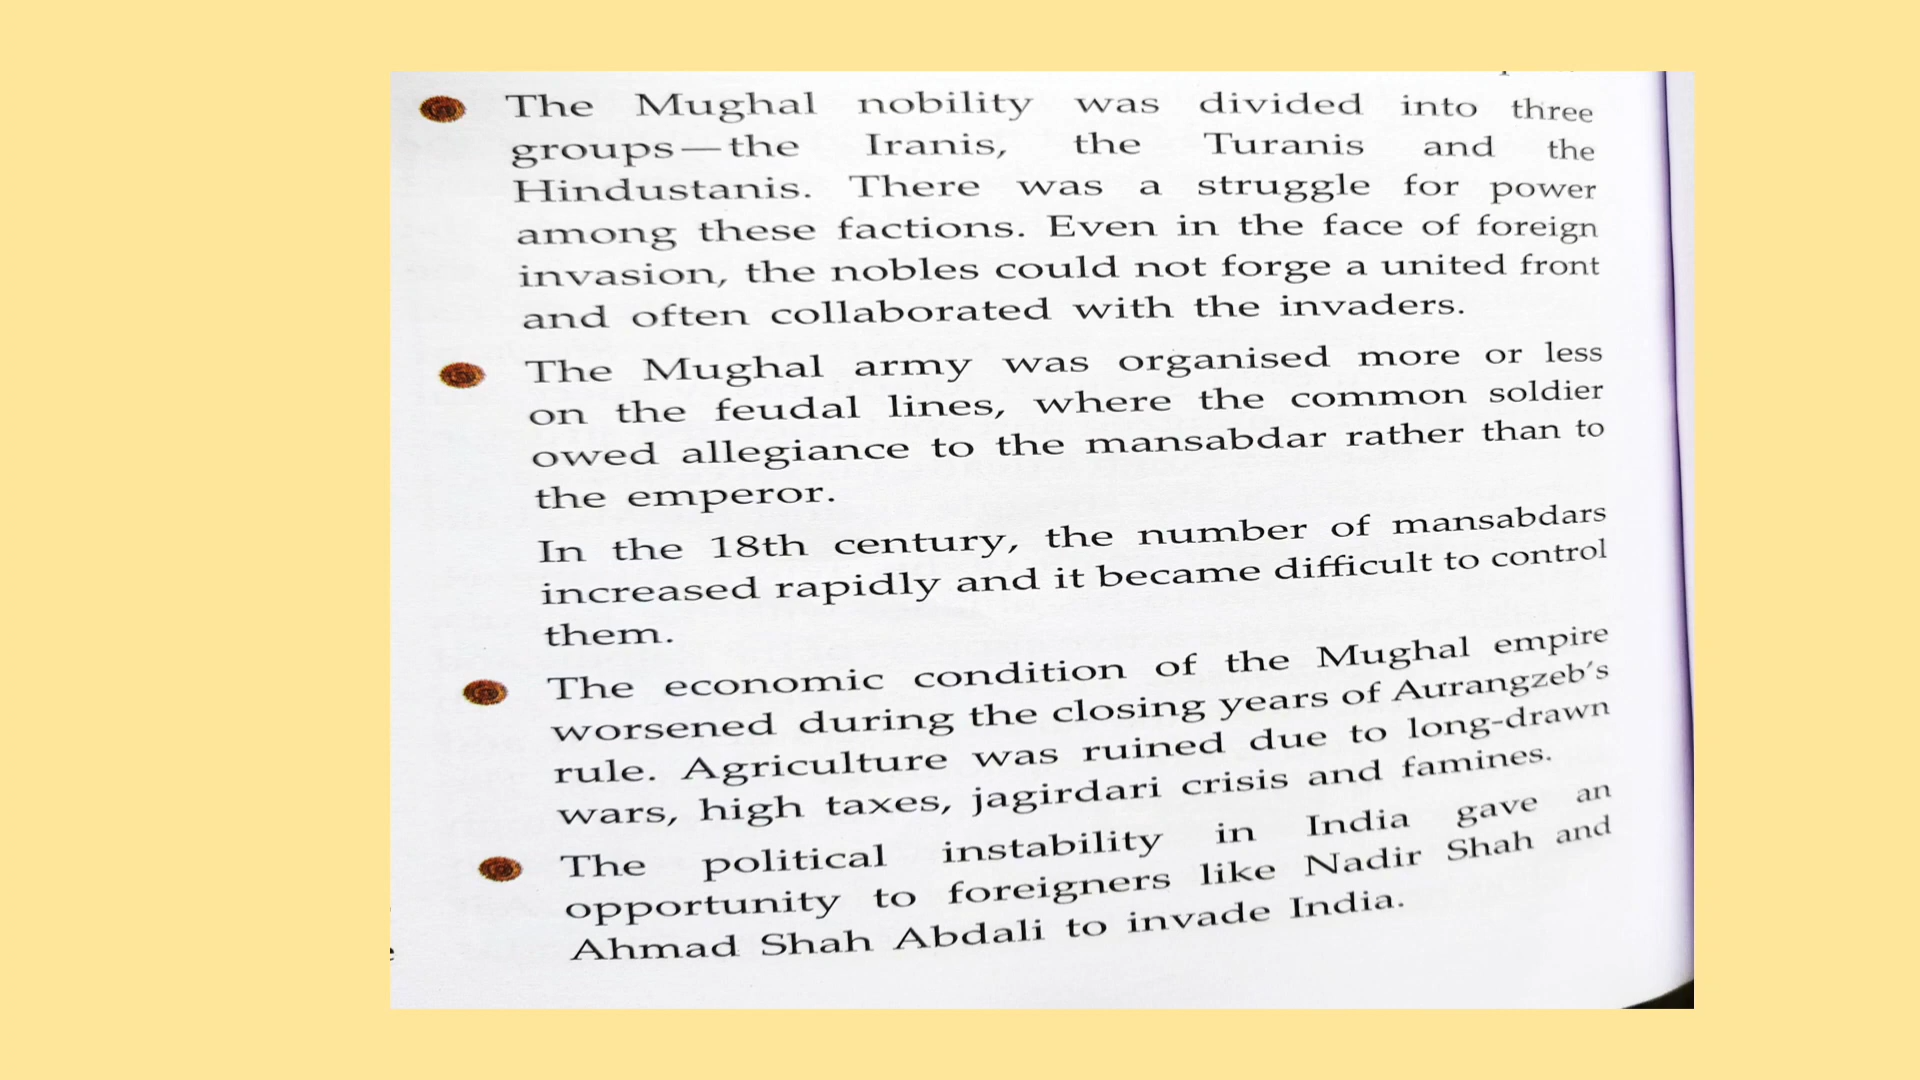 The Mughal nobility was divided into three
groups—the Iranis, the Turanis and the
Hindustanis. There was a struggle for power
among these factions. Even in the face of foreign
invasion, the nobles could not forge a united front
and often collaborated with the invaders.
The Mughal army was organised more or less
on the feudal lines, where the common soldier
owed allegiance to the mansabdar rather than to
the emperor.
In the 18th century, the number of mansabdars
increased rapidly and it became difficult to control
them.
The economic condition of the Mughal empire
worsened during the closing years of Aurangzeb's
rule. Agriculture was ruined due to long-drawn
wars, high taxes, jagirdari crisis and famines.
The political instability in India gave an
opportunity to foreigners like Nadir Shah and
Ahmad Shah Abdali to invade India.